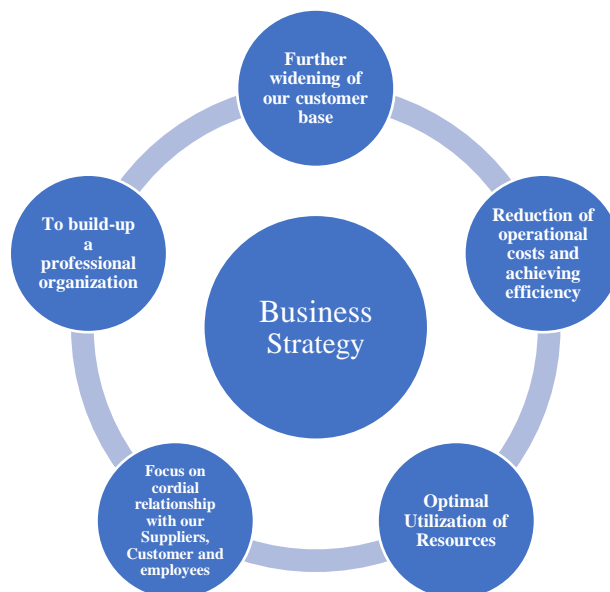 Further
widening of
our customer
base
Reduction of
operational
costs and
achieving
efficiency
Optimal
Utilization of
Resources
Focus on
cordial
relationship
with our
Suppliers,
Customer and
employees
To build-up
a
professional
organization
Business
Strategy